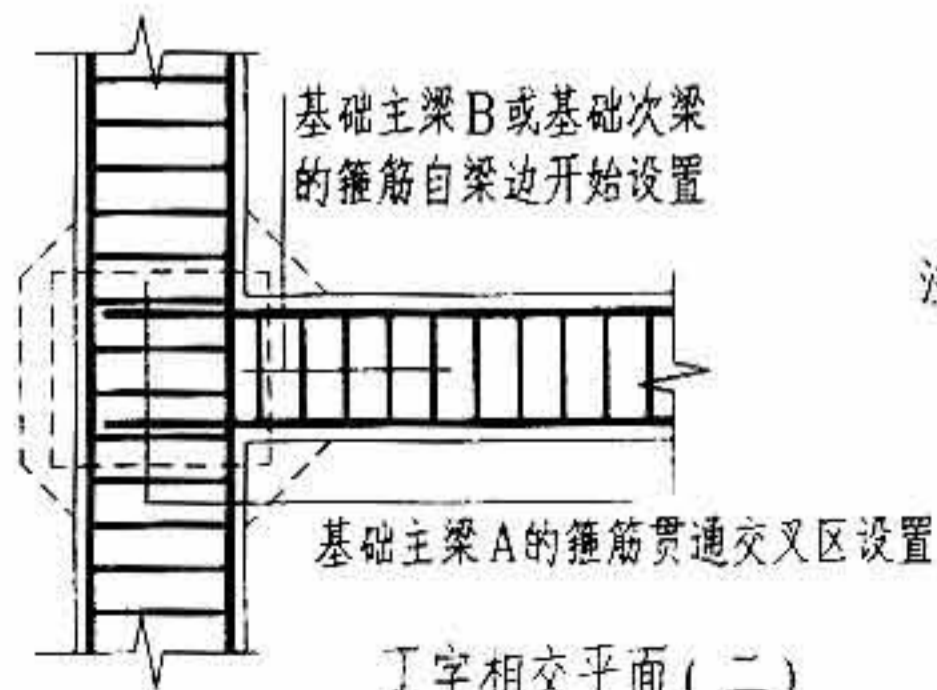 基础主梁B或基础次梁
的箍筋自梁边开始设置
基础主梁A的箍筋贯通交叉区设置
丁字相交平面(二)